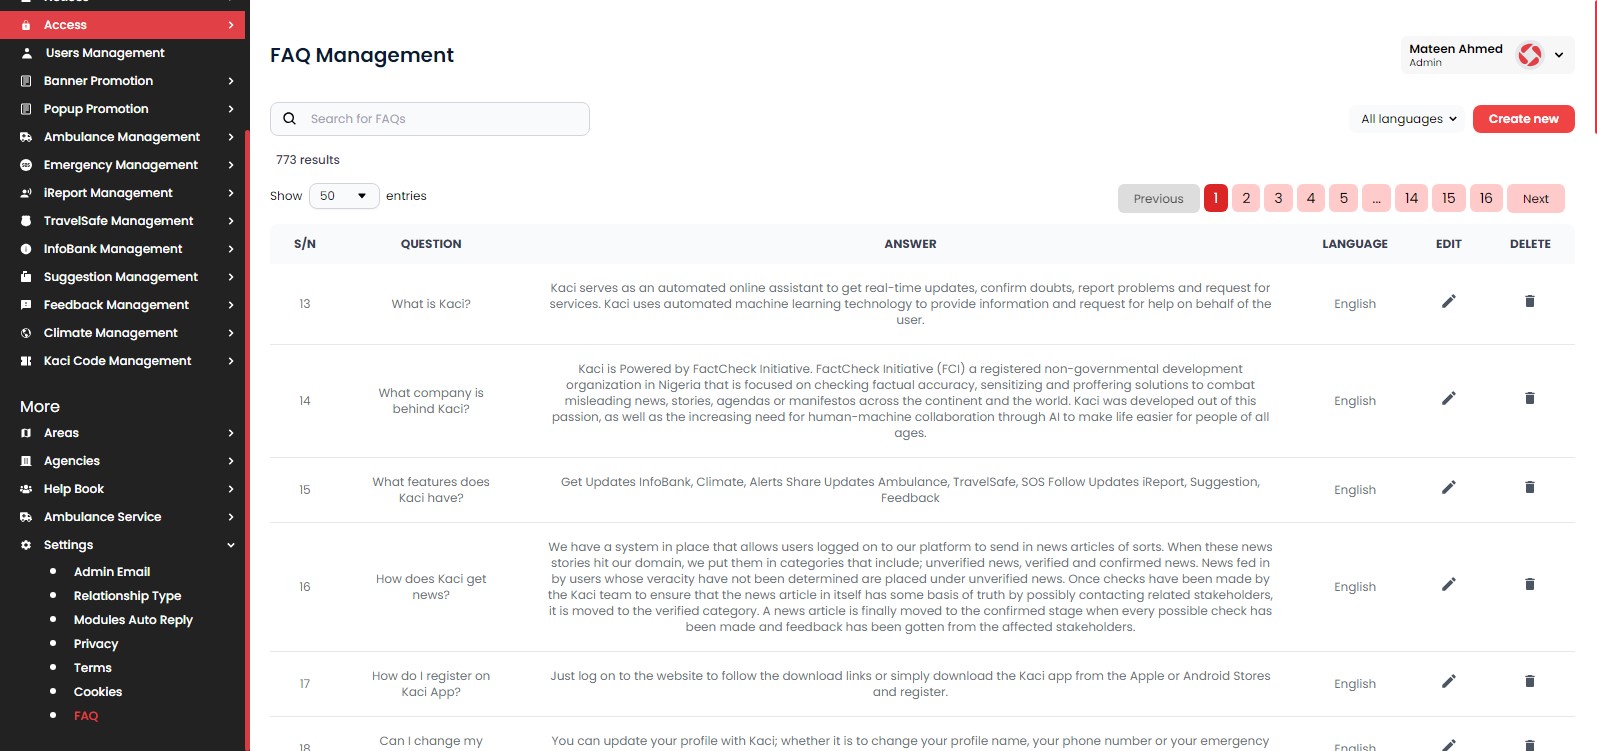 Access
Users Management
Banner Promotion
Popup Promotion
Ambulance Management
Emergency Management
iReport Management
TravelSafe Management
InfoBank Management
Suggestion Management
Feedback Management
Climate Management
Kaci Code Management
More
Areas
Agencies
Help Book
Ambulance Service
Settings
Admin Email
Relationship Type
Modules Auto Reply
Privacy
Terms
Cookies
FAQ
FAQ Management
Mateen Ahmed
Admin
Search for FAQs
All languages
Create new
773 results
Show 50 entries
Previous 1 2 3 4 5 ... 14 15 16 Next
S/N QUESTION ANSWER LANGUAGE EDIT DELETE
13
What is Kaci?
Kaci serves as an automated online assistant to get real-time updates, confirm doubts, report problems and request for
services. Kaci uses automated machine learning technology to provide information and request for help on behalf of the
user.
English
14
What company is
behind Kaci?
Kaci is Powered by FactCheck Initiative. FactCheck Initiative (FCI) a registered non-governmental development
organization in Nigeria that is focused on checking factual accuracy, sensitizing and proffering solutions to combat
misleading news, stories, agendas or manifestos across the continent and the world. Kaci was developed out of this
passion, as well as the increasing need for human-machine collaboration through AI to make life easier for people of all
ages.
English
15
What features does
Kaci have?
Get Updates InfoBank, Climate, Alerts Share Updates Ambulance, TravelSafe, SOS Follow Updates iReport, Suggestion,
Feedback
English
16
How does Kaci get
news?
We have a system in place that allows users logged on to our platform to send in news articles of sorts. When these news
stories hit our domain, we put them in categories that include; unverified news, verified and confirmed news. News fed in
by users whose veracity have not been determined are placed under unverified news. Once checks have been made by
the Kaci team to ensure that the news article in itself has some basis of truth by possibly contacting related stakeholders,
it is moved to the verified category. A news article is finally moved to the confirmed stage when every possible check has
been made and feedback has been gotten from the affected stakeholders.
English
17
How do I register on
Kaci App?
Just log on to the website to follow the download links or simply download the Kaci app from the Apple or Android Stores
and register.
English
18
Can I change my
You can update your profile with Kaci; whether it is to change your profile name, your phone number or your emergency
English